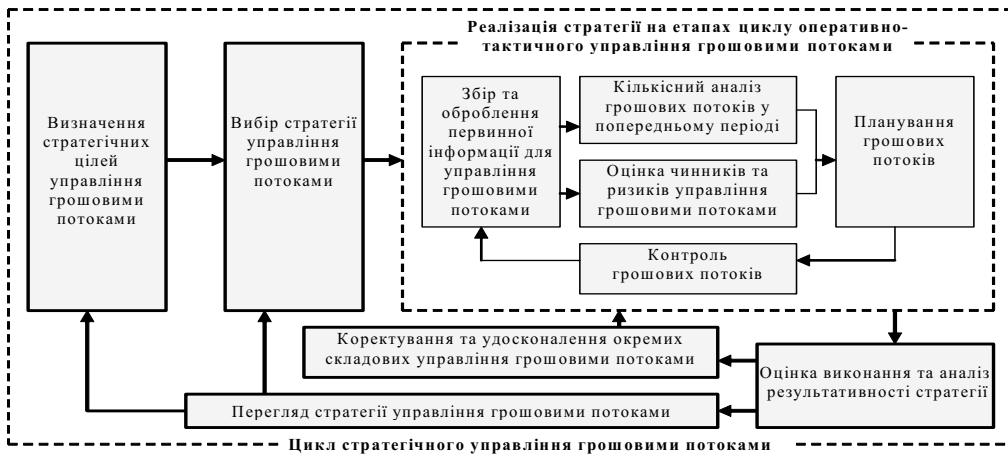 Реалізація стратегії на етапах циклу оперативно-
тактичного управління грошовими потоками
Визначення
стратегічних
цілей
управління
грошовими
потоками
Вибір стратегії
управління
грошовими
потоками
Збір та
оброблення
первинної
інформації для
управління
грошовими
потоками
Кількісний аналіз
грошових потоків у
попередньому періоді
Оцінка чинників та
ризиків управління
грошовими потоками
Планування
грошових
потоків
Контроль
грошових потоків
Коректування та удосконалення окремих
складових управління грошовими потоками
Оцінка виконання та аналіз
результативності стратегії
Перегляд стратегії управління грошовими потоками
Цикл стратегічного управління грошовими потоками